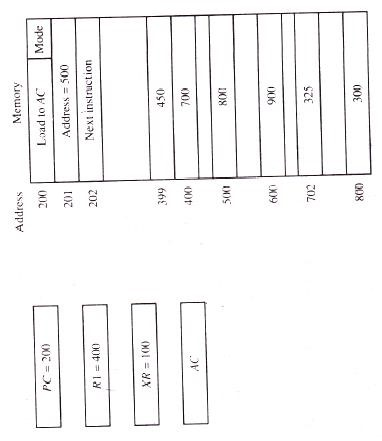 Address Memory
200 Load to AC Mode
201 Address = 500
202 Next instruction
399 450
400 700
500 800
600 900
702 325
800 300
PC = 200
R1 = 400
XR = 100
AC